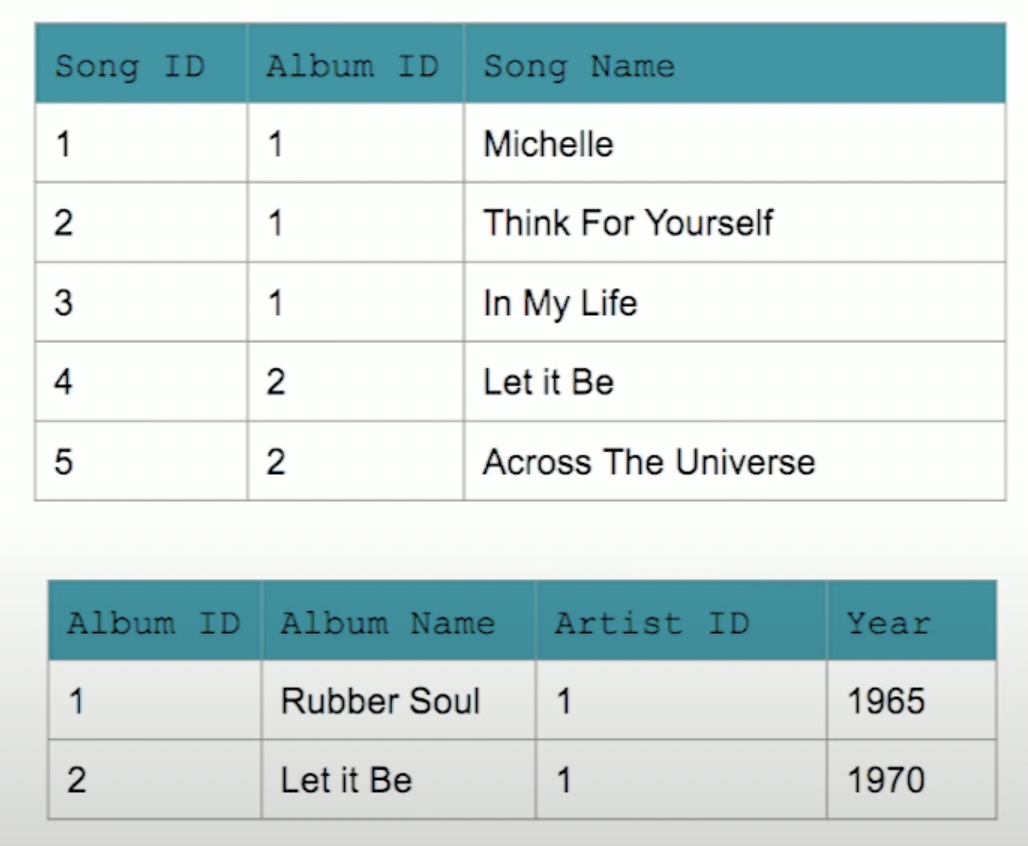 Song ID Album ID Song Name
1 1 Michelle
2 1 Think For Yourself
3 1 In My Life
4 2 Let it Be
5 2 Across The Universe
Album ID Album Name Artist ID Year
1 Rubber Soul 1 1965
2 Let it Be 1 1970